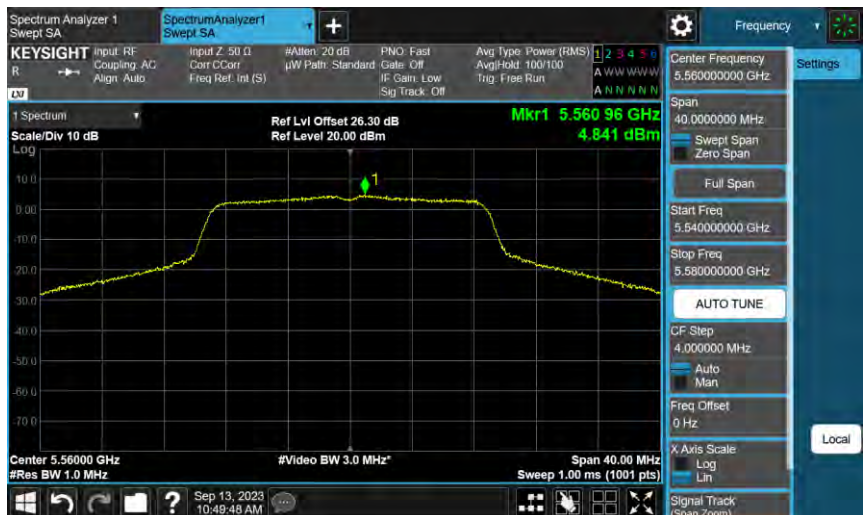 Spectrum Analyzer 1
Swept SA
SpectrumAnalyzer1
Swept SA
Frequency
KEYSIGHT
R
LXI
Input: RF
Coupling: AC
Align: Auto
Input Z: 50 Ω
Corr CCorr
Freq Ref: Int (S)
#Atten: 20 dB
µW Path: Standard
PNO: Fast
Gate: Off
IF Gain: Low
Sig Track: Off
Avg Type: Power (RMS)
Avg|Hold: 100/100
Trig: Free Run
1 2 3 4 5 6
A W W W W W
A N N N N N
1 Spectrum
Scale/Div 10 dB
Log
Ref Lvl Offset 26.30 dB
Ref Level 20.00 dBm
Mkr1 5.560 96 GHz
4.841 dBm
1
10.0
0.00
-10.0
-20.0
-30.0
-40.0
-50.0
-60.0
-70.0
Center 5.56000 GHz
#Res BW 1.0 MHz
#Video BW 3.0 MHz*
Span 40.00 MHz
Sweep 1.00 ms (1001 pts)
?
Sep 13, 2023
10:49:48 AM
Center Frequency
5.560000000 GHz
Span
40.0000000 MHz
Swept Span
Zero Span
Full Span
Start Freq
5.540000000 GHz
Stop Freq
5.580000000 GHz
AUTO TUNE
CF Step
4.000000 MHz
Auto
Man
Freq Offset
0 Hz
X Axis Scale
Log
Lin
Signal Track
(Span Zoom)
Settings
Local